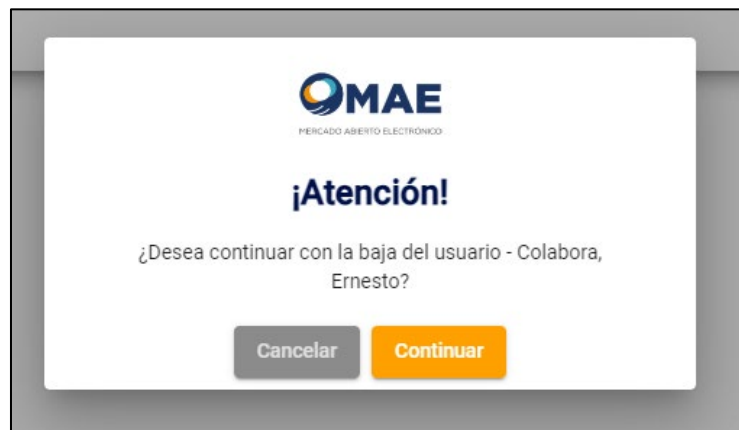 MAE
MERCADO ABIERTO ELECTRÓNICO
¡Atención!
¿Desea continuar con la baja del usuario - Colabora,
Ernesto?
Cancelar Continuar